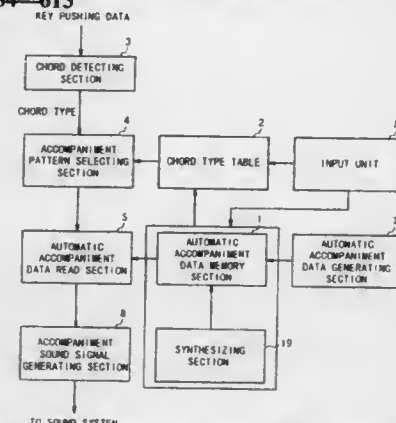 KEY PUSHING DATA
3
CHORD DETECTING
SECTION
CHORD TYPE
4
ACCOMPANIMENT
PATTERN SELECTING
SECTION
2
CHORD TYPE TABLE
INPUT UNIT
5
AUTOMATIC
ACCOMPANIMENT
DATA READ SECTION
1
AUTOMATIC
ACCOMPANIMENT
DATA MEMORY
SECTION
AUTOMATIC
ACCOMPANIMENT
DATA GENERATING
SECTION
8
ACCOMPANIMENT
SOUND SIGNAL
GENERATING SECTION
19
SYNTHESIZING
SECTION
TO SOUND SYSTEM